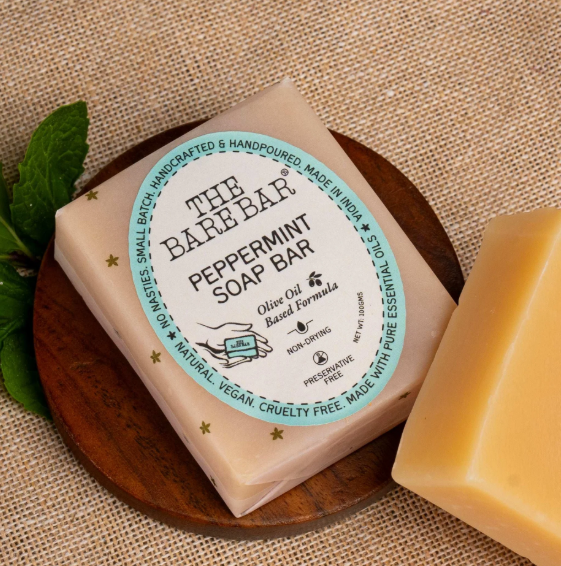 NO NASTIES. SMALL BATCH. HANDCRAFTED & HANDPOURED. MADE IN INDIA
THE
BARE BAR®
PEPPERMINT
SOAP BAR
Olive Oil
Based Formula
NON-DRYING
PRESERVATIVE
FREE
NET WT: 100GMS
NATURAL. VEGAN. CRUELTY FREE. MADE WITH PURE ESSENTIAL OILS